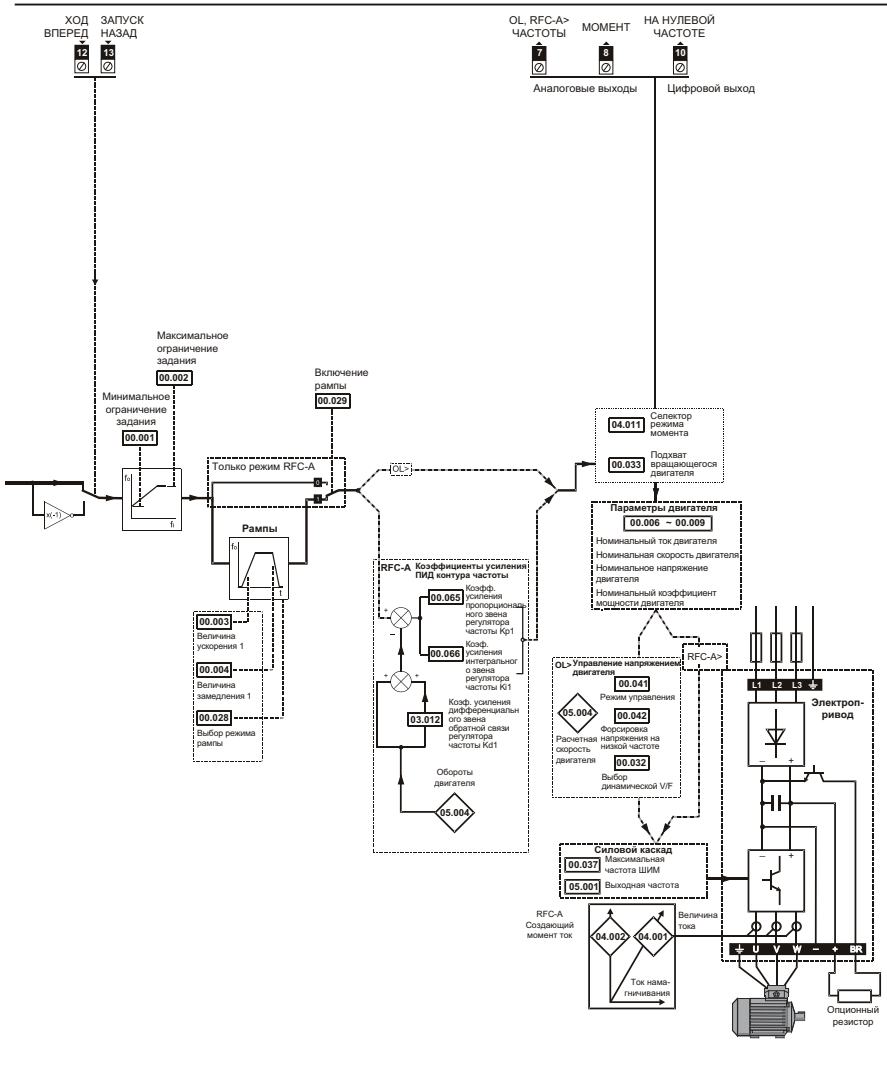 ХОД
ВПЕРЕД
ЗАПУСК
НАЗАД
12
13
OL, RFC-A>
ЧАСТОТЫ
МОМЕНТ
НА НУЛЕВОЙ
ЧАСТОТЕ
7
8
10
Аналоговые выходы
Цифровой выход
Максимальное
ограничение
задания
00.002
Минимальное
ограничение
задания
00.001
Включение
рампы
00.029
Только режим RFC-A
0
1
x(-1)
fo
fi
Рампы
fo
t
00.003
Величина
ускорения 1
00.004
Величина
замедления 1
00.028
Выбор режима
рампы
OL>
RFC-A Коэффициенты усиления
ПИД контура частоты
+
–
00.065
Коэфф.
усиления
пропорционал
ного звена
регулятора
частоты Kp1
00.066
Коэф.
усиления
интегральног
о звена
регулятора
частоты Ki1
+
+
03.012
Коэф. усиления
дифференциальн
ого звена
обратной связи
регулятора
частоты Kd1
Обороты
двигателя
05.004
04.011
Селектор
режима
момента
00.033
Подхват
вращающегося
двигателя
Параметры двигателя
00.006 ~ 00.009
Номинальный ток двигателя
Номинальная скорость двигателя
Номинальное напряжение
двигателя
Номинальный коэффициент
мощности двигателя
OL> Управление напряжением
двигателя
RFC-A>
00.041
Режим управления
05.004
Расчетная
скорость
двигателя
00.042
Форсировка
напряжения на
низкой частоте
00.032
Выбор
динамической V/F
Силовой каскад
00.037
Максимальная
частота ШИМ
05.001
Выходная частота
RFC-A
Создающий
момент ток
04.002
04.001
Величина
тока
Ток нама-
гничивания
L1 L2 L3
Электроп-
ривод
– +
– +
U V W – + BR
Опционный
резистор